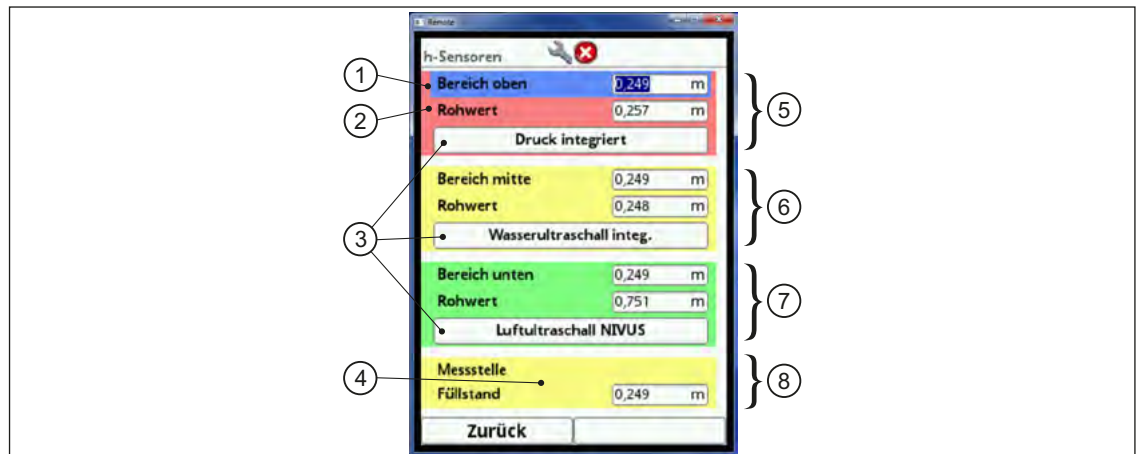 Remote
h-Sensoren
1 Bereich oben 0,249 m
2 Rohwert 0,257 m
5
Druck integriert
Bereich mitte 0,249 m
Rohwert 0,248 m
6
3 Wasserultraschall integ.
Bereich unten 0,249 m
Rohwert 0,751 m
7
Luftultraschall NIVUS
4 Messstelle
8
Füllstand 0,249 m
Zurück